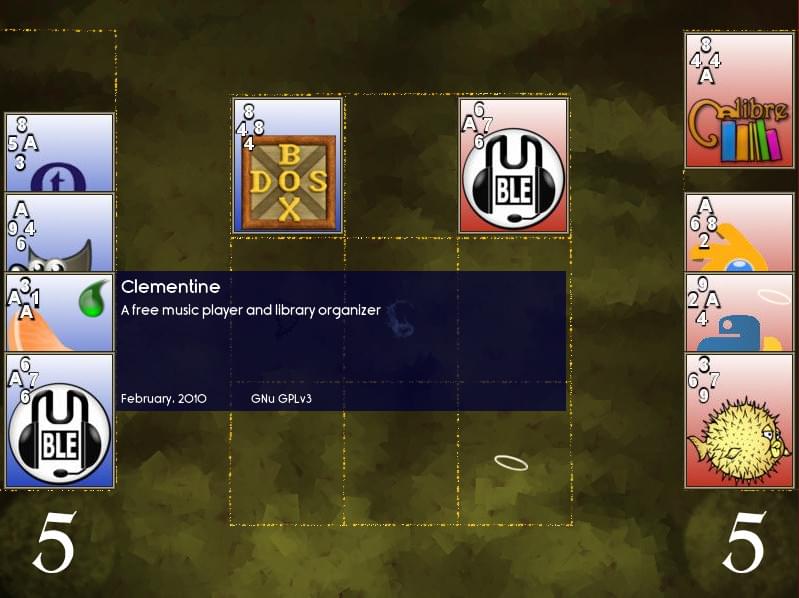 8
5 A
3
t
A
9 4
6
3
A 1
A
6
A 7
6
U
BLE
8
4 8
4
B
DOS
X
6
A 7
6
U
BLE
8
4 4
A
Calibre
A
6 8
2
9
2 A
4
3
6 7
9
Clementine
A free music player and library organizer
February, 2010 GNu GPLv3
5
5